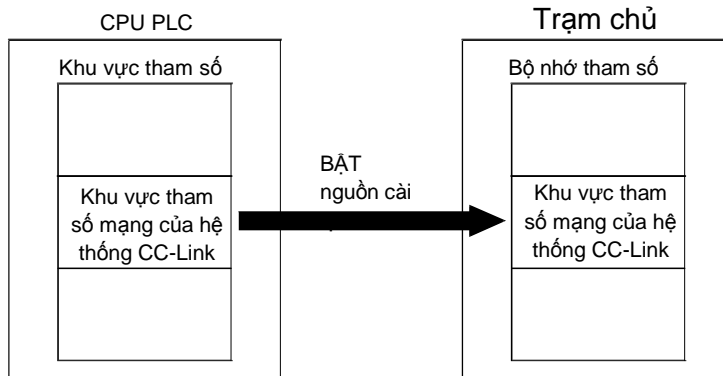 CPU PLC
Khu vực tham số
Khu vực tham
số mạng của hệ
thống CC-Link
BẬT
nguồn cài
Trạm chủ
Bộ nhớ tham số
Khu vực tham
số mạng của hệ
thống CC-Link